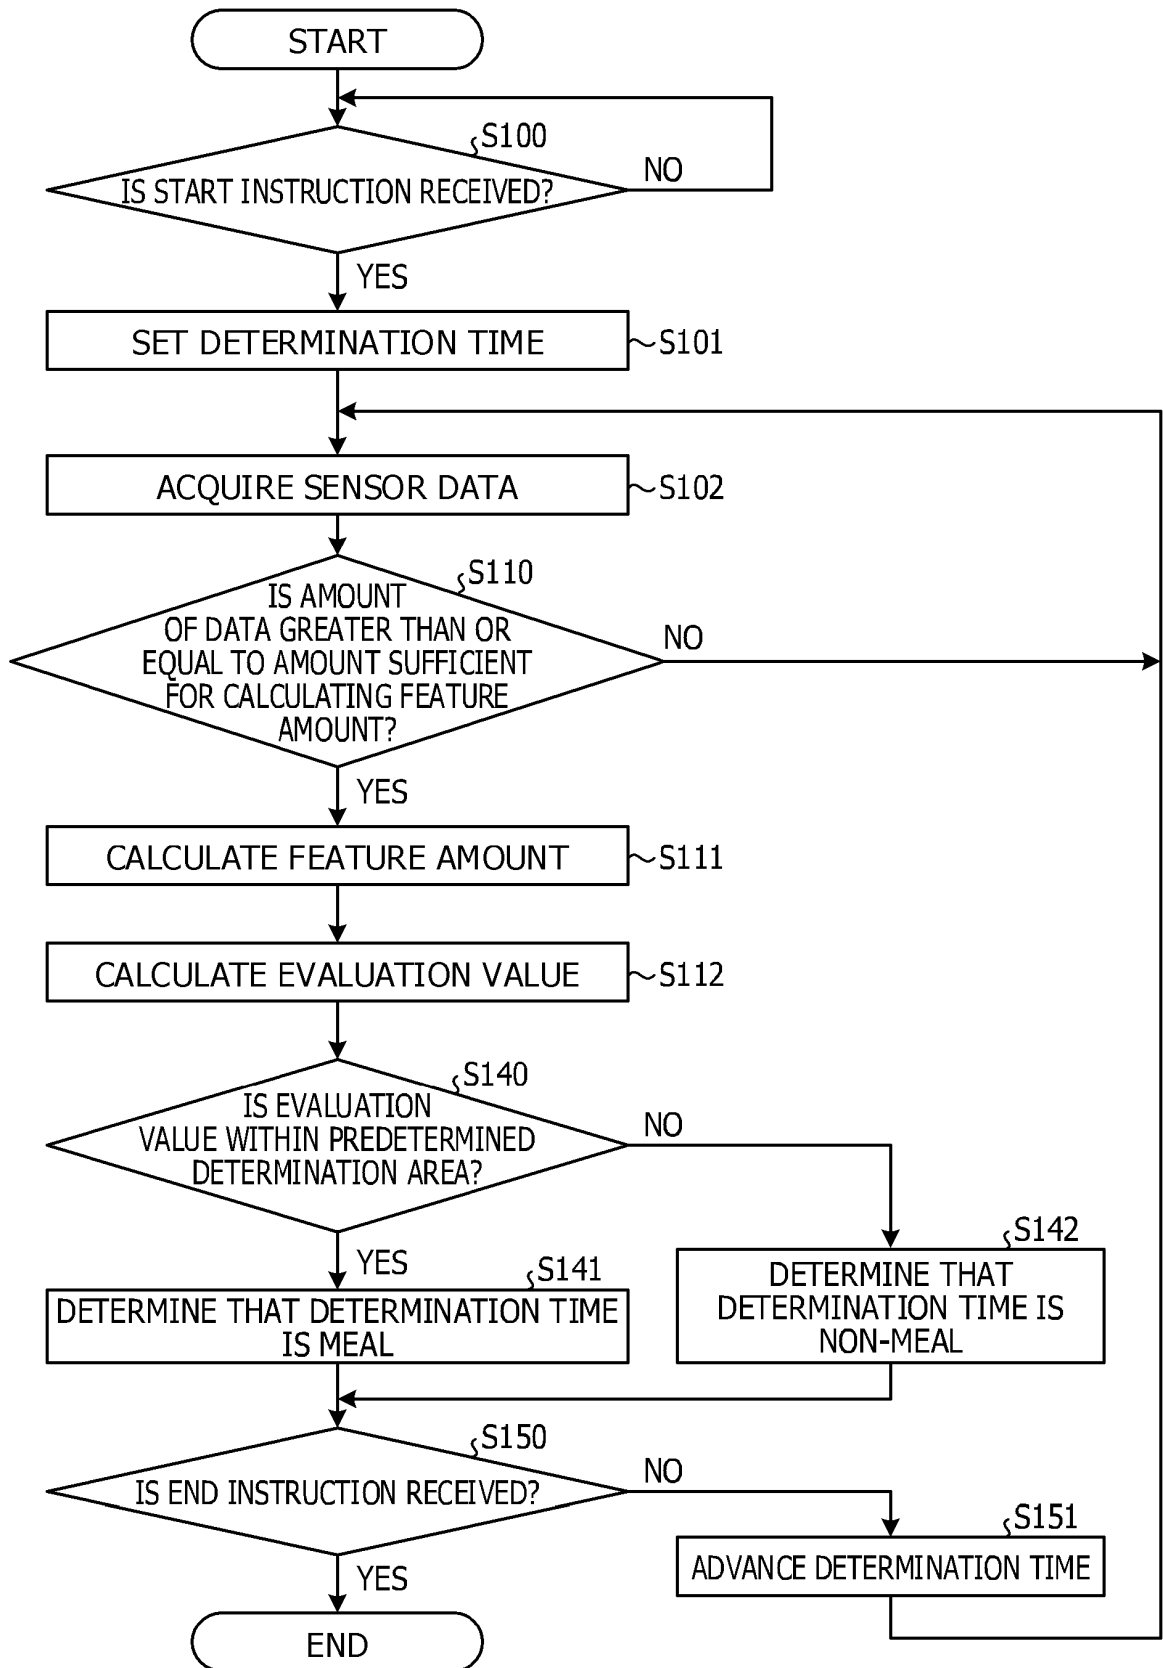 START
S100
IS START INSTRUCTION RECEIVED?
NO
YES
SET DETERMINATION TIME
S101
ACQUIRE SENSOR DATA
S102
S110
IS AMOUNT
OF DATA GREATER THAN OR
EQUAL TO AMOUNT SUFFICIENT
FOR CALCULATING FEATURE
AMOUNT?
NO
YES
CALCULATE FEATURE AMOUNT
S111
CALCULATE EVALUATION VALUE
S112
S140
IS EVALUATION
VALUE WITHIN PREDETERMINED
DETERMINATION AREA?
NO
YES
S141
DETERMINE THAT DETERMINATION TIME
IS MEAL
S142
DETERMINE THAT
DETERMINATION TIME IS
NON-MEAL
S150
IS END INSTRUCTION RECEIVED?
NO
YES
S151
ADVANCE DETERMINATION TIME
END